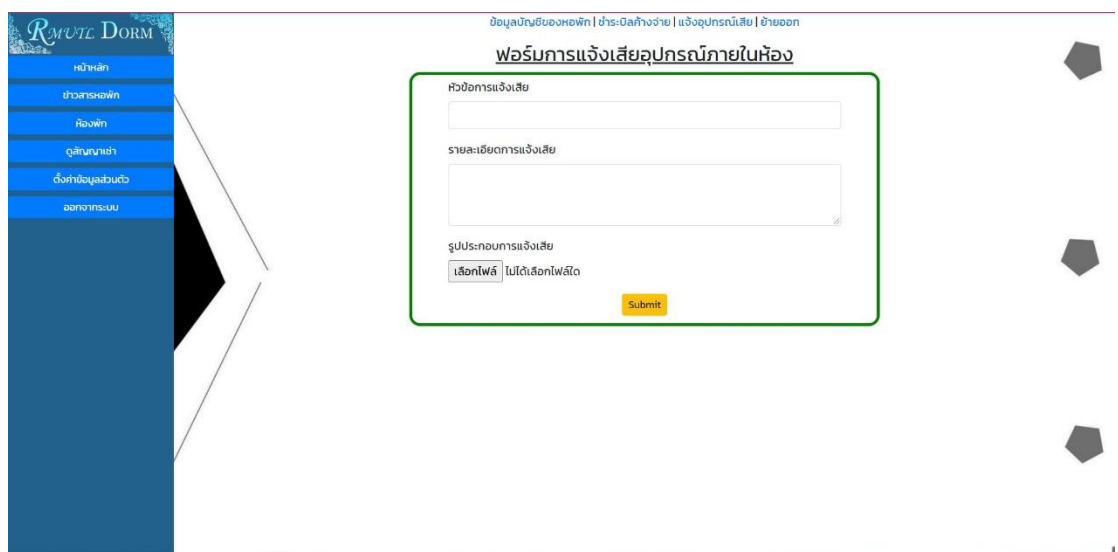 RMUTL DORM
หน้าหลัก
ข่าวสารหอพัก
ห้องพัก
ดูสัญญาเช่า
ตั้งค่าข้อมูลส่วนตัว
ออกจากระบบ
ข้อมูลบัญชีของหอพัก | ชำระบิลค้างจ่าย | แจ้งอุปกรณ์เสีย | ย้ายออก
ฟอร์มการแจ้งเสียอุปกรณ์ภายในห้อง
หัวข้อการแจ้งเสีย
รายละเอียดการแจ้งเสีย
รูปประกอบการแจ้งเสีย
เลือกไฟล์ ไม่ได้เลือกไฟล์ใด
Submit